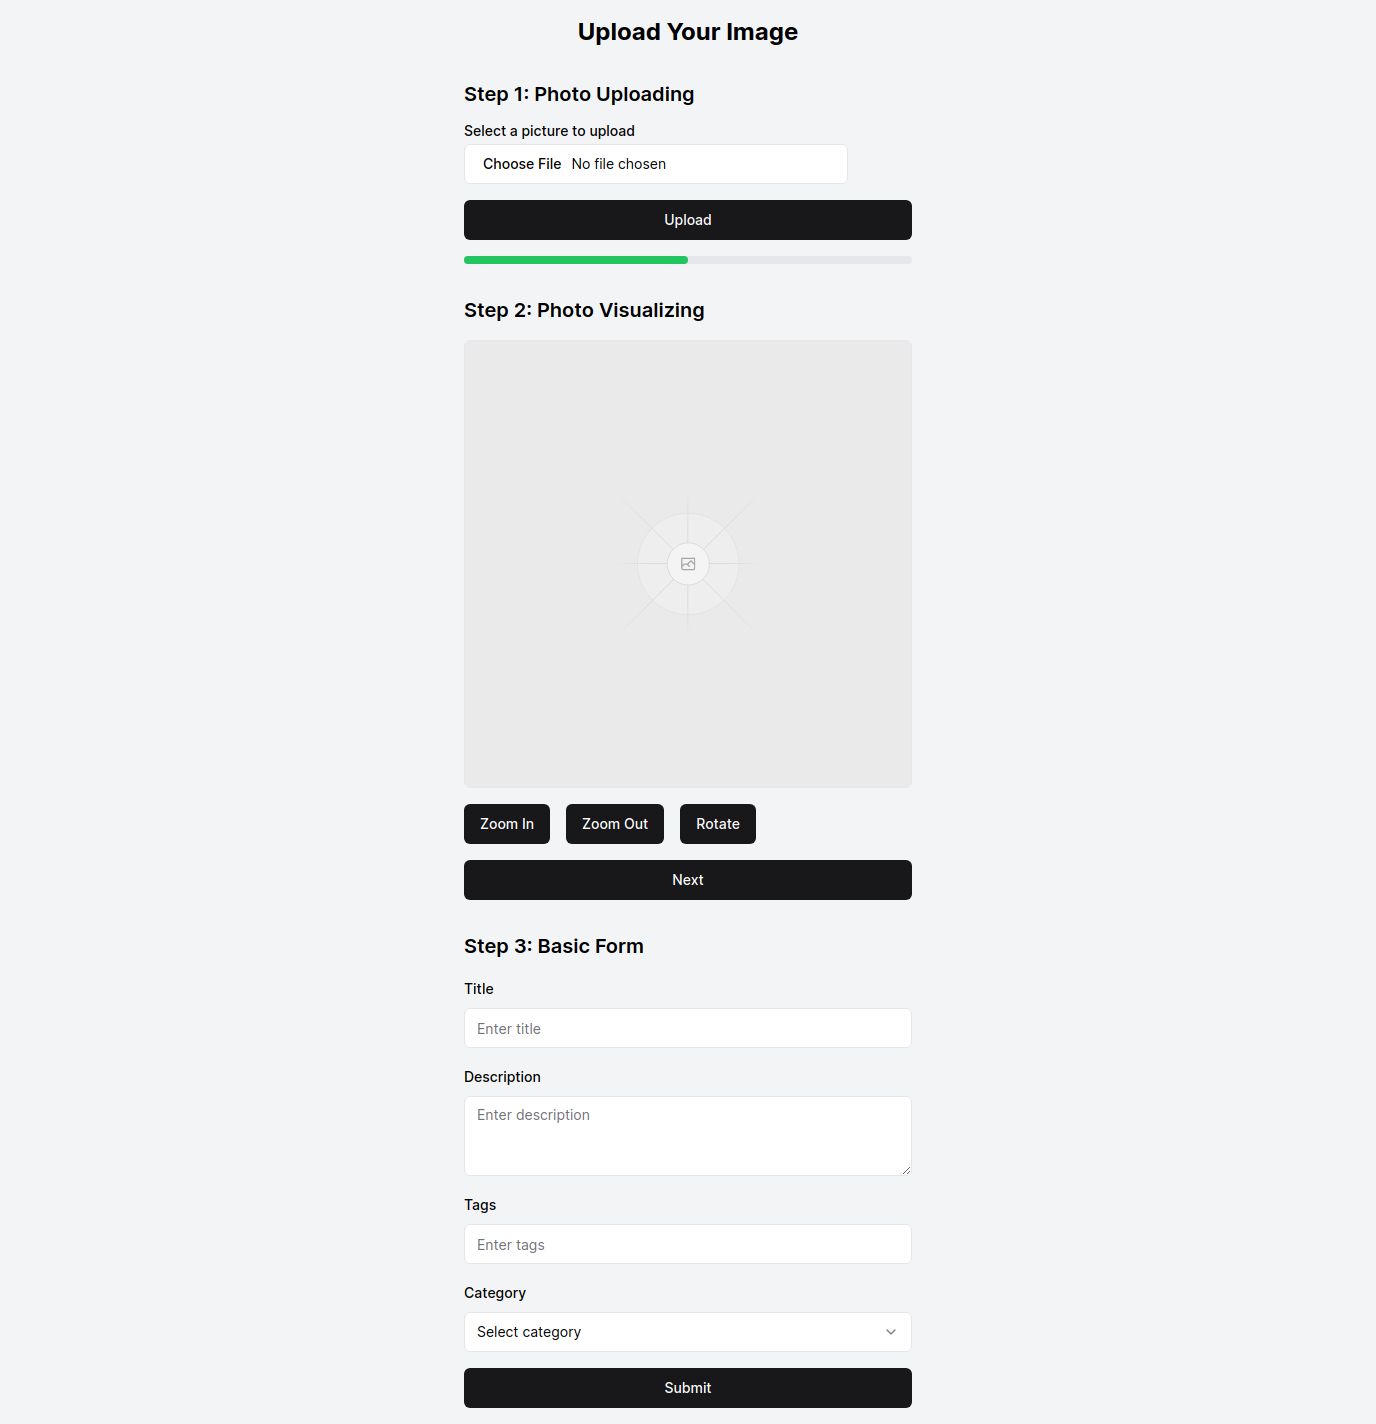 Upload Your Image
Step 1: Photo Uploading
Select a picture to upload
Choose File No file chosen
Upload
Step 2: Photo Visualizing
Zoom In Zoom Out Rotate
Next
Step 3: Basic Form
Title
Enter title
Description
Enter description
Tags
Enter tags
Category
Select category
Submit